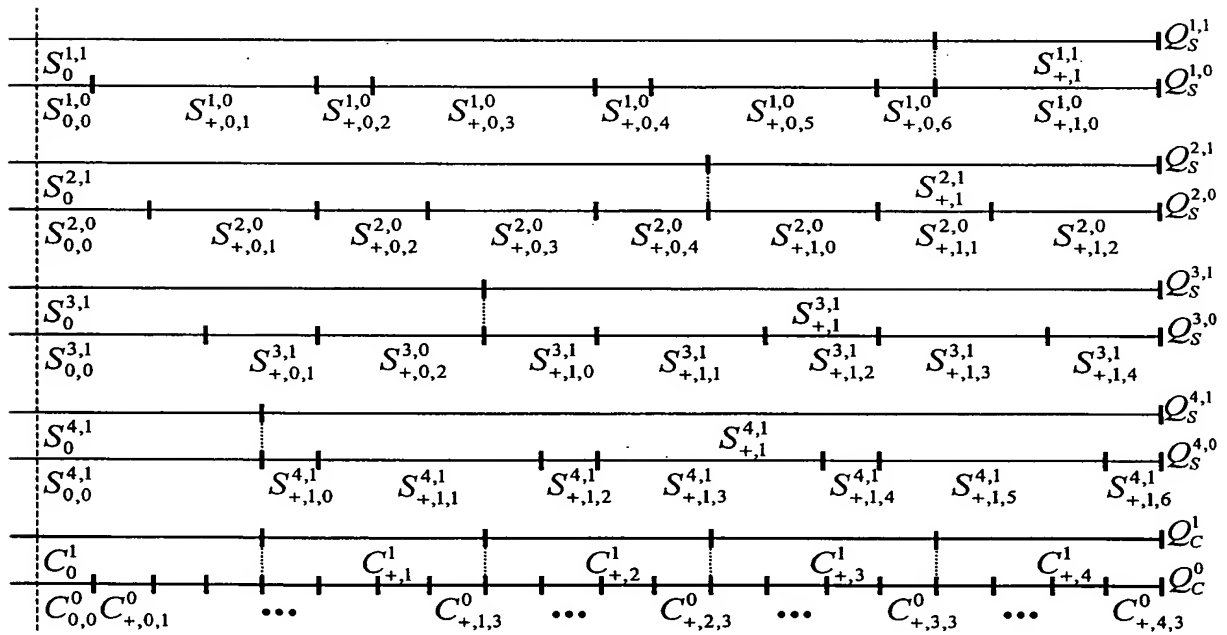 $Q_S^{1,1}$
$S_0^{1,1}$ $S_{+,1}^{1,1}$
$Q_S^{1,0}$
$S_{0,0}^{1,0}$ $S_{+,0,1}^{1,0}$ $S_{+,0,2}^{1,0}$ $S_{+,0,3}^{1,0}$ $S_{+,0,4}^{1,0}$ $S_{+,0,5}^{1,0}$ $S_{+,0,6}^{1,0}$ $S_{+,1,0}^{1,0}$
$Q_S^{2,1}$
$S_0^{2,1}$ $S_{+,1}^{2,1}$
$Q_S^{2,0}$
$S_{0,0}^{2,0}$ $S_{+,0,1}^{2,0}$ $S_{+,0,2}^{2,0}$ $S_{+,0,3}^{2,0}$ $S_{+,0,4}^{2,0}$ $S_{+,1,0}^{2,0}$ $S_{+,1,1}^{2,0}$ $S_{+,1,2}^{2,0}$
$Q_S^{3,1}$
$S_0^{3,1}$ $S_{+,1}^{3,1}$
$Q_S^{3,0}$
$S_{0,0}^{3,1}$ $S_{+,0,1}^{3,1}$ $S_{+,0,2}^{3,0}$ $S_{+,1,0}^{3,1}$ $S_{+,1,1}^{3,1}$ $S_{+,1,2}^{3,1}$ $S_{+,1,3}^{3,1}$ $S_{+,1,4}^{3,1}$
$Q_S^{4,1}$
$S_0^{4,1}$ $S_{+,1}^{4,1}$
$Q_S^{4,0}$
$S_{0,0}^{4,1}$ $S_{+,1,0}^{4,1}$ $S_{+,1,1}^{4,1}$ $S_{+,1,2}^{4,1}$ $S_{+,1,3}^{4,1}$ $S_{+,1,4}^{4,1}$ $S_{+,1,5}^{4,1}$ $S_{+,1,6}^{4,1}$
$Q_C^1$
$C_0^1$ $C_{+,1}^1$ $C_{+,2}^1$ $C_{+,3}^1$ $C_{+,4}^1$
$Q_C^0$
$C_{0,0}^0$ $C_{+,0,1}^0$ ••• $C_{+,1,3}^0$ ••• $C_{+,2,3}^0$ ••• $C_{+,3,3}^0$ ••• $C_{+,4,3}^0$